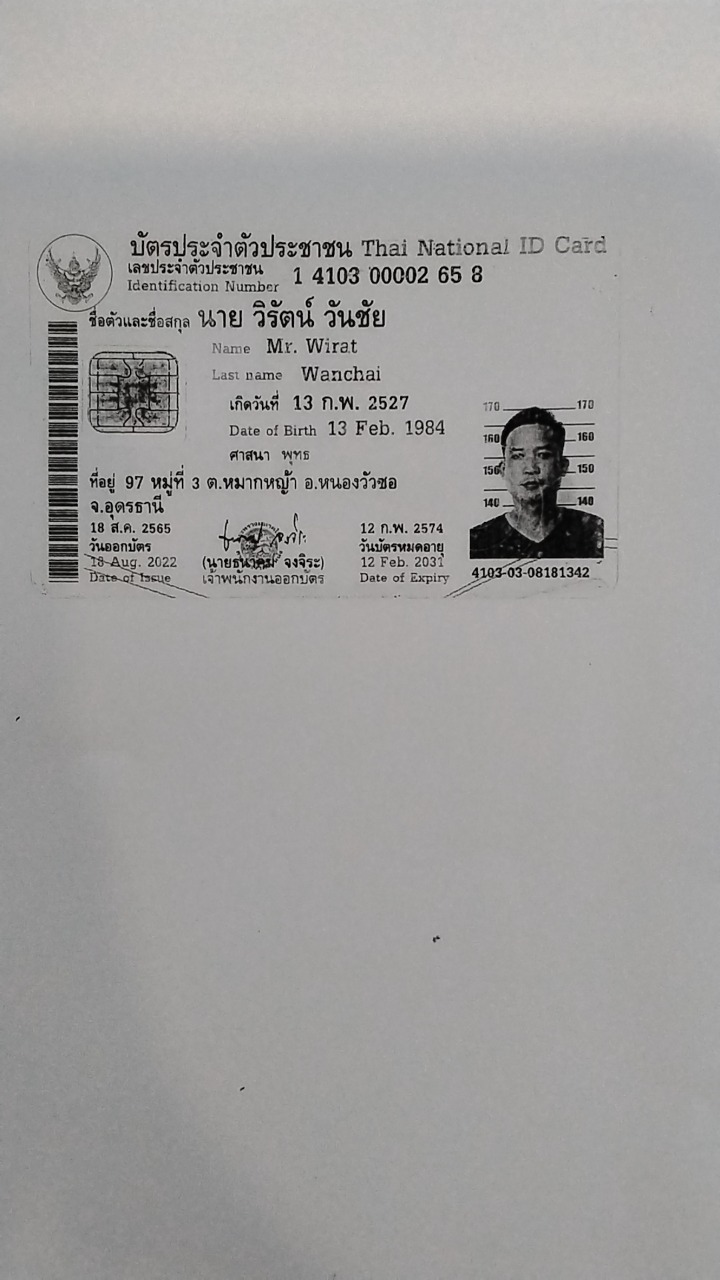 บัตรประจำตัวประชาชน Thai National ID Card
เลขประจำตัวประชาชน
Identification Number 1 4103 00002 65 8
ชื่อตัวและชื่อสกุล นาย วิรัตน์ วันชัย
Name Mr. Wirat
Last name Wanchai
เกิดวันที่ 13 ก.พ. 2527
Date of Birth 13 Feb. 1984
ศาสนา พุทธ
ที่อยู่ 97 หมู่ที่ 3 ต.หมากหญ้า อ.หนองวัวซอ
จ.อุดรธานี
18 ส.ค. 2565
วันออกบัตร
18 Aug. 2022
Date of Issue
(นายธนาคม จงจิระ)
เจ้าพนักงานออกบัตร
12 ก.พ. 2574
วันบัตรหมดอายุ
12 Feb. 2031
Date of Expiry
170 170
160 160
150 150
140 140
4103-03-08181342